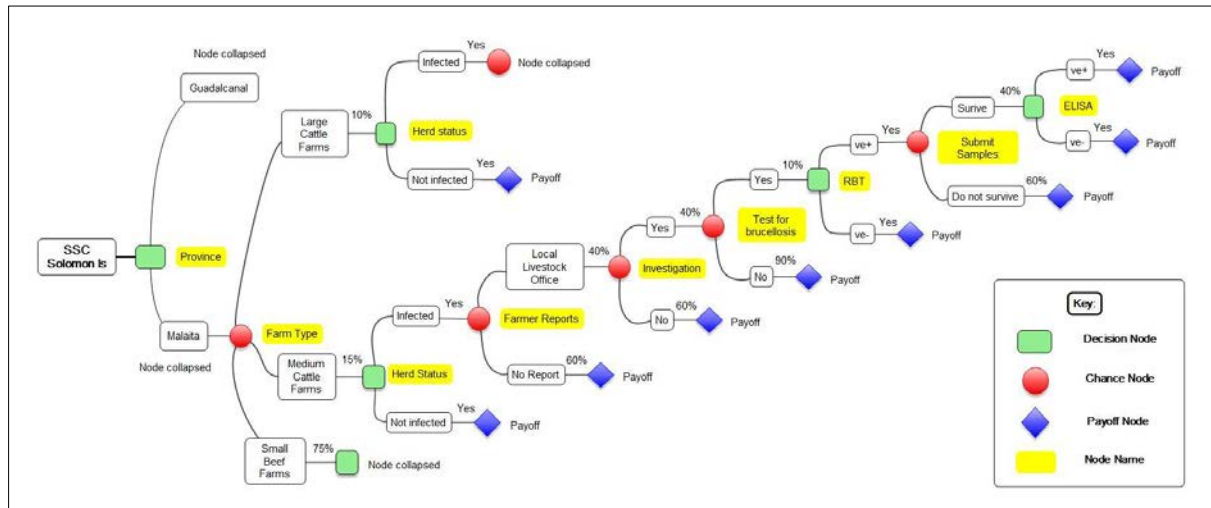 SSC
Solomon Is
Province
Node collapsed
Guadalcanal
Malaita
Node collapsed
Farm Type
Large
Cattle
Farms
10%
Herd status
Infected
Yes
Node collapsed
Not infected
Yes
Payoff
Medium
Cattle
Farms
15%
Herd Status
Infected
Yes
Farmer Reports
Not infected
Yes
Payoff
Small
Beef
Farms
75%
Node collapsed
Local
Livestock
Office
40%
Investigation
No Report
60%
Payoff
Yes
40%
Test for
brucellosis
No
60%
Payoff
Yes
10%
RBT
No
90%
Payoff
ve+
Yes
Submit
Samples
ve-
Yes
Payoff
Surive
40%
ELISA
Do not survive
60%
Payoff
ve+
Yes
Payoff
ve-
Yes
Payoff
Key:
Decision Node
Chance Node
Payoff Node
Node Name